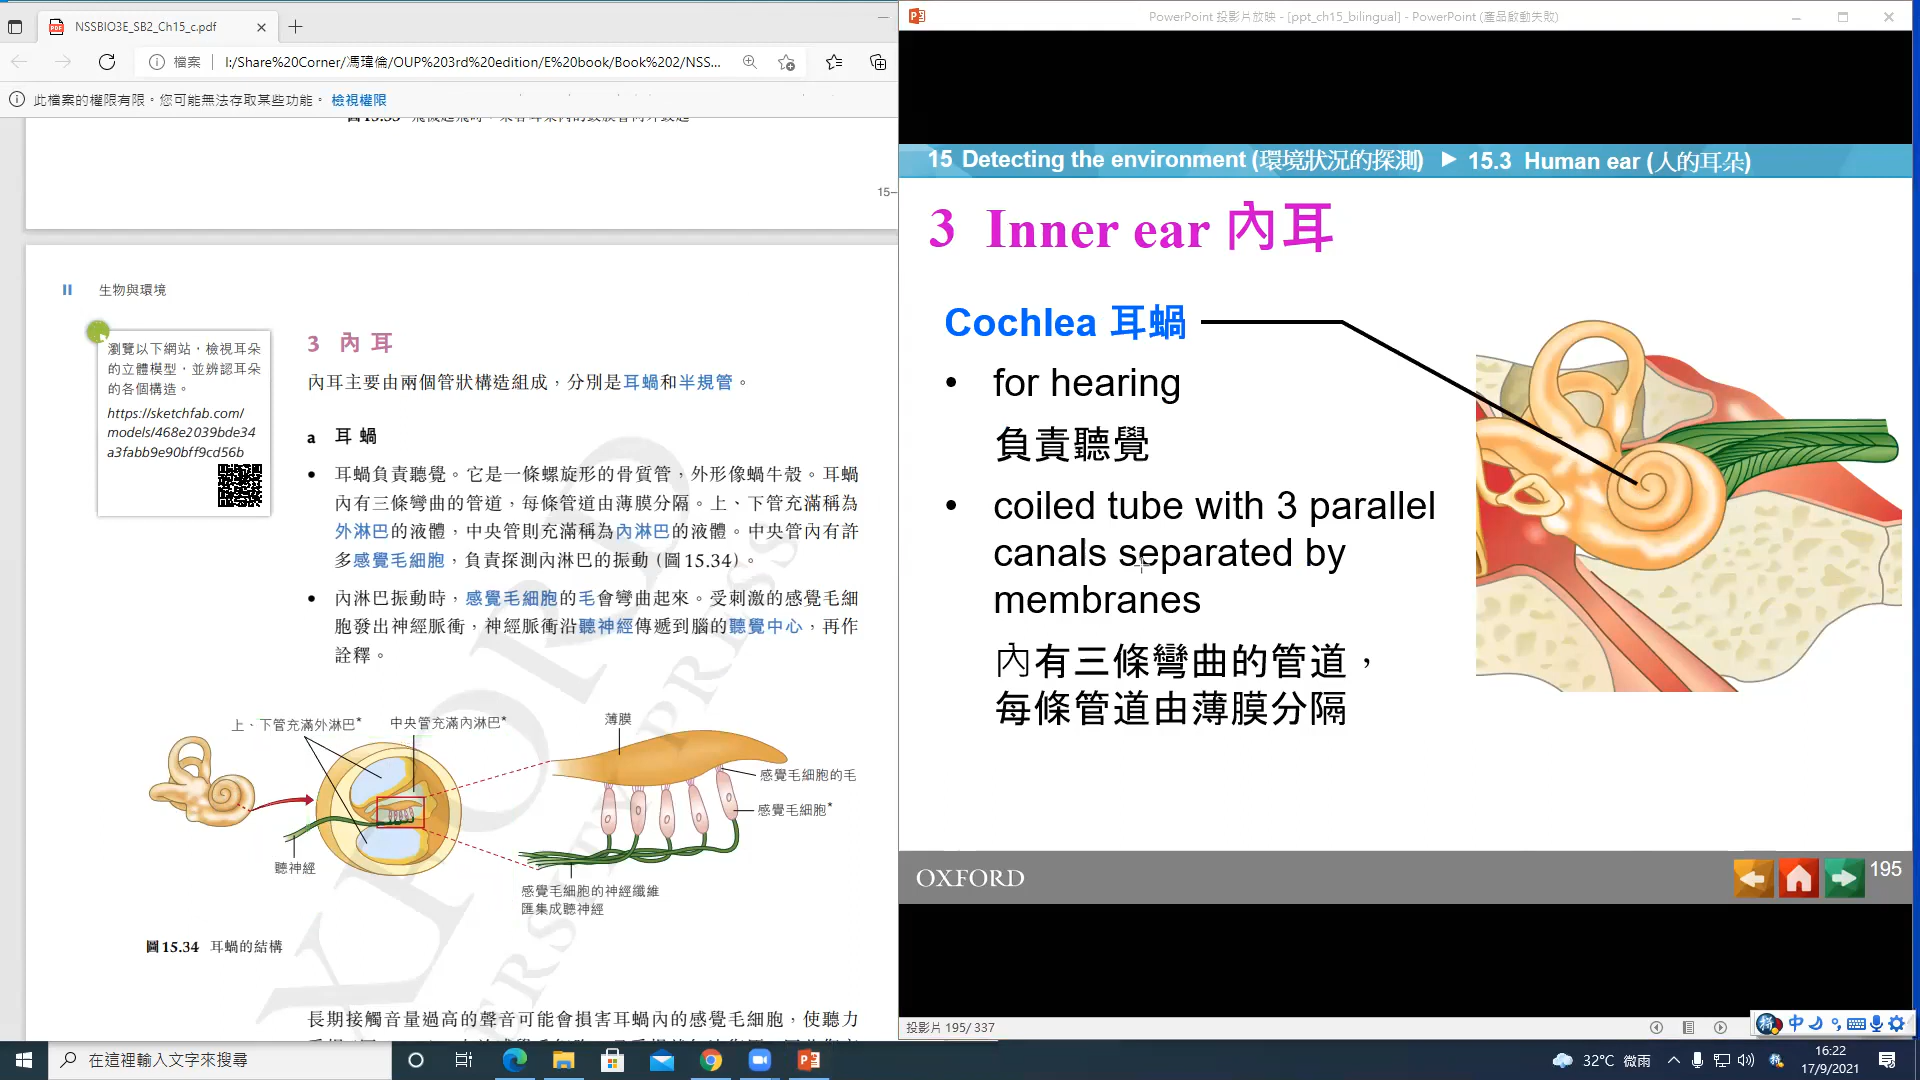 NSSBIO3E_SB2_Ch15_c.pdf
檔案
I:/Share%20Corner/馮瑋倫/OUP%203rd%20edition/E%20book/Book%202/NSS...
此檔案的權限有限。您可能無法存取某些功能。 檢視權限
15–
II 生物與環境
瀏覽以下網站，檢視耳朵
的立體模型，並辨認耳朵
的各個構造。
https://sketchfab.com/
models/468e2039bde34
a3fabb9e90bff9cd56b
3 內耳
內耳主要由兩個管狀構造組成，分別是耳蝸和半規管。
a 耳蝸
• 耳蝸負責聽覺。它是一條螺旋形的骨質管，外形像蝸牛殼。耳蝸
內有三條彎曲的管道，每條管道由薄膜分隔。上、下管充滿稱為
外淋巴的液體，中央管則充滿稱為內淋巴的液體。中央管內有許
多感覺毛細胞，負責探測內淋巴的振動（圖15.34）。
• 內淋巴振動時，感覺毛細胞的毛會彎曲起來。受刺激的感覺毛細
胞發出神經脈衝，神經脈衝沿聽神經傳遞到腦的聽覺中心，再作
詮釋。
上、下管充滿外淋巴*
中央管充滿內淋巴*
薄膜
感覺毛細胞的毛
感覺毛細胞*
聽神經
感覺毛細胞的神經纖維
匯集成聽神經
圖15.34 耳蝸的結構
長期接觸音量過高的聲音可能會損害耳蝸內的感覺毛細胞，使聽力
PowerPoint 投影片放映 - [ppt_ch15_bilingual] - PowerPoint (產品啟動失敗)
15 Detecting the environment (環境狀況的探測) ► 15.3 Human ear (人的耳朵)
3 Inner ear 內耳
Cochlea 耳蝸
• for hearing
負責聽覺
• coiled tube with 3 parallel
canals separated by
membranes
內有三條彎曲的管道，
每條管道由薄膜分隔
OXFORD
195
投影片 195/ 337
中
在這裡輸入文字來搜尋
32°C 微雨
16:22
17/9/2021